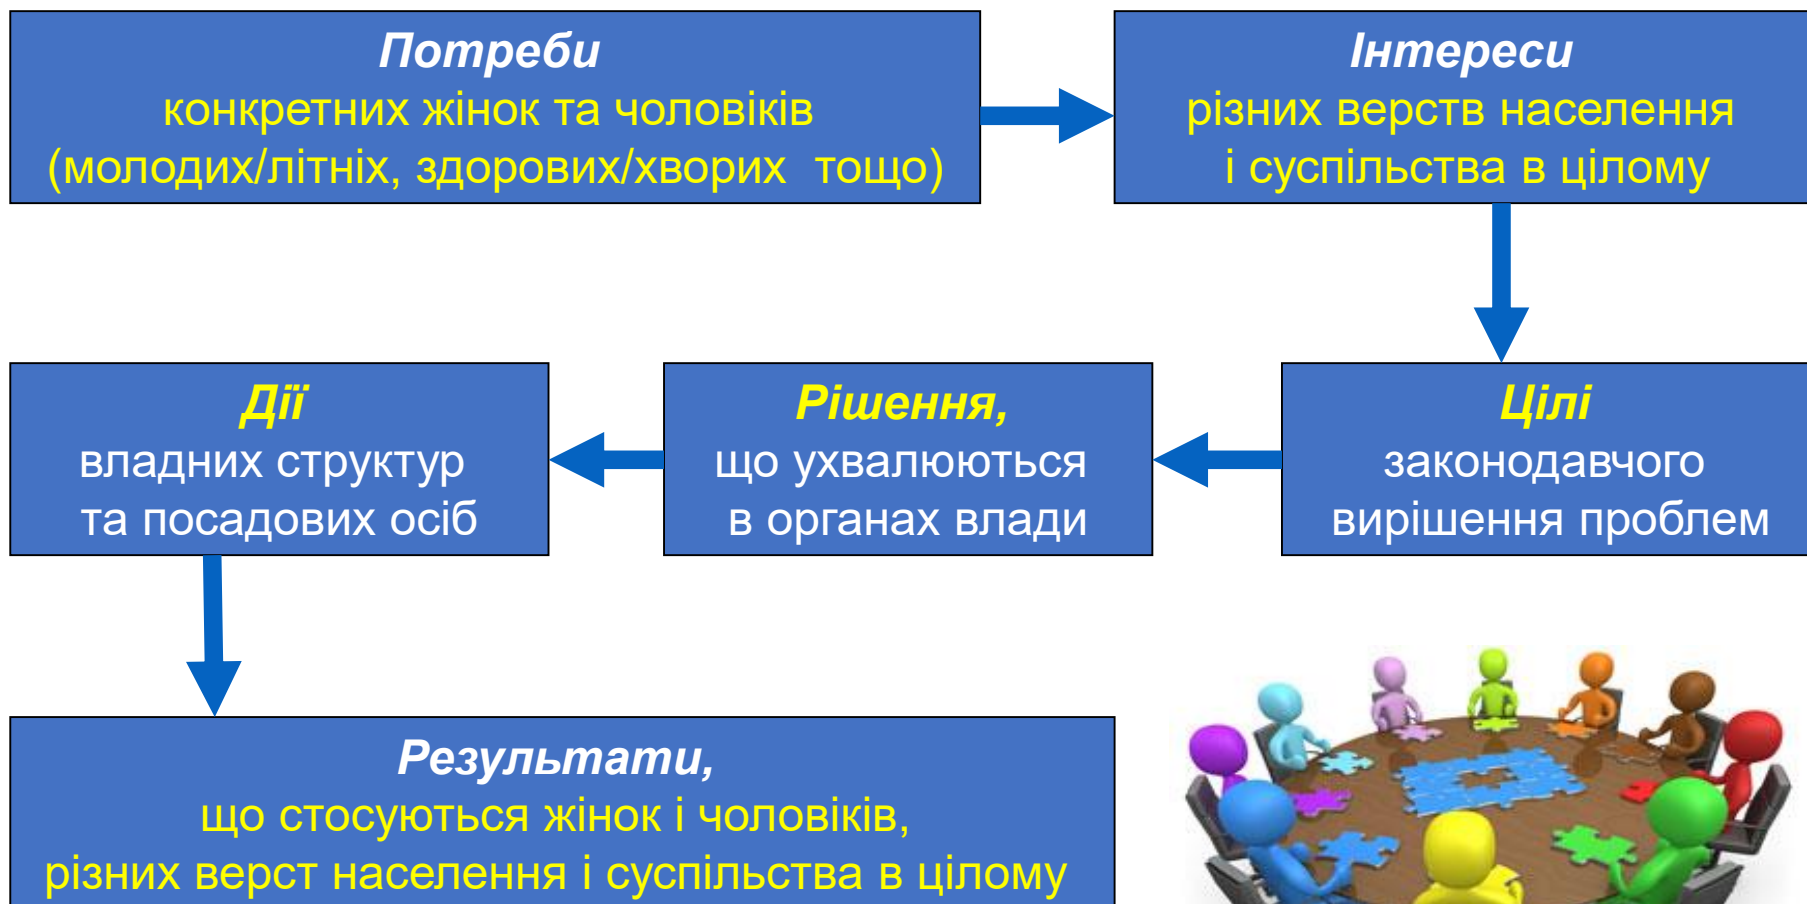 Потреби
конкретних жінок та чоловіків
(молодих/літніх, здорових/хворих тощо)
Інтереси
різних верств населення
і суспільства в цілому
Дії
владних структур
та посадових осіб
Рішення,
що ухвалюються
в органах влади
Цілі
законодавчого
вирішення проблем
Результати,
що стосуються жінок і чоловіків,
різних верст населення і суспільства в цілому